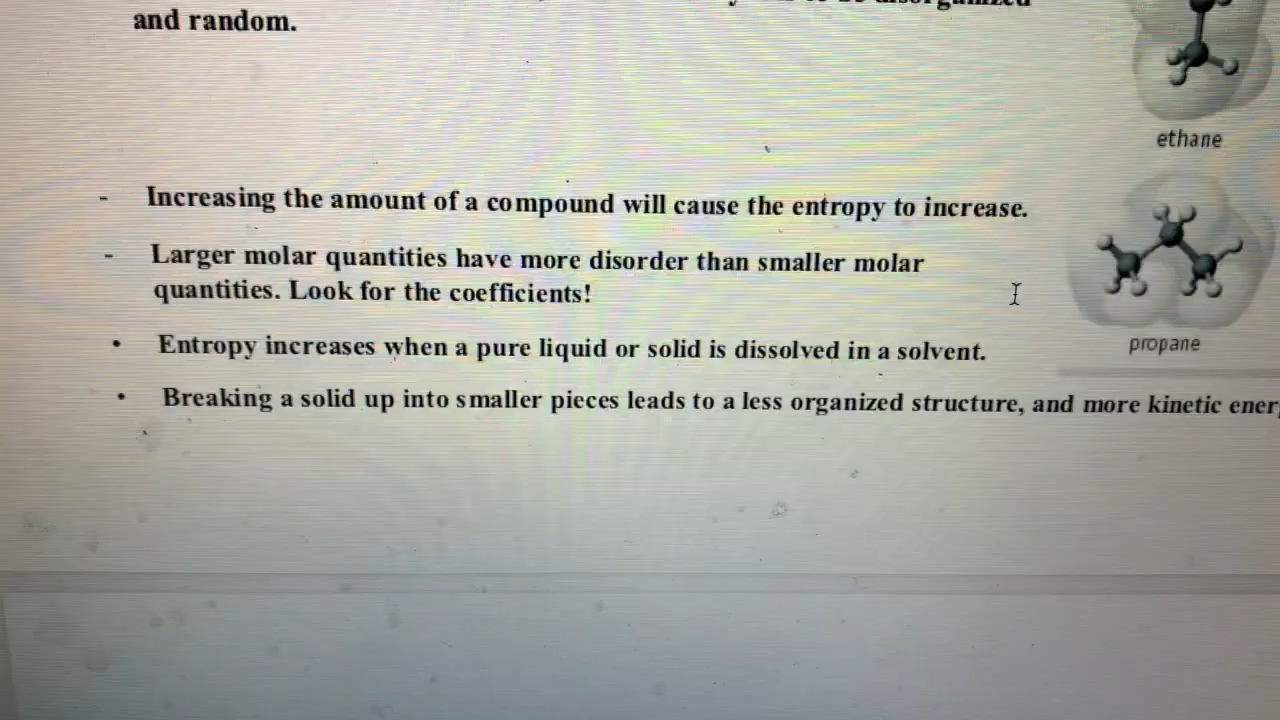 and random.
ethane
- Increasing the amount of a compound will cause the entropy to increase.
- Larger molar quantities have more disorder than smaller molar
quantities. Look for the coefficients!
propane
• Entropy increases when a pure liquid or solid is dissolved in a solvent.
• Breaking a solid up into smaller pieces leads to a less organized structure, and more kinetic